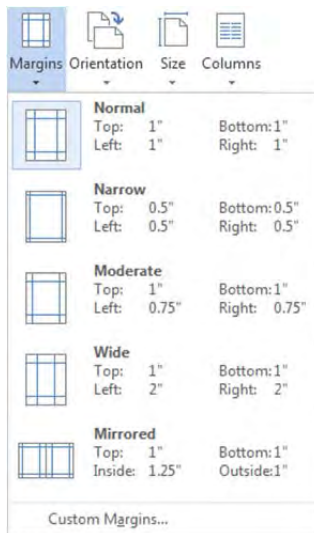 Margins Orientation Size Columns
Normal
Top: 1" Bottom: 1"
Left: 1" Right: 1"
Narrow
Top: 0.5" Bottom: 0.5"
Left: 0.5" Right: 0.5"
Moderate
Top: 1" Bottom: 1"
Left: 0.75" Right: 0.75"
Wide
Top: 1" Bottom: 1"
Left: 2" Right: 2"
Mirrored
Top: 1" Bottom: 1"
Inside: 1.25" Outside: 1"
Custom Margins...